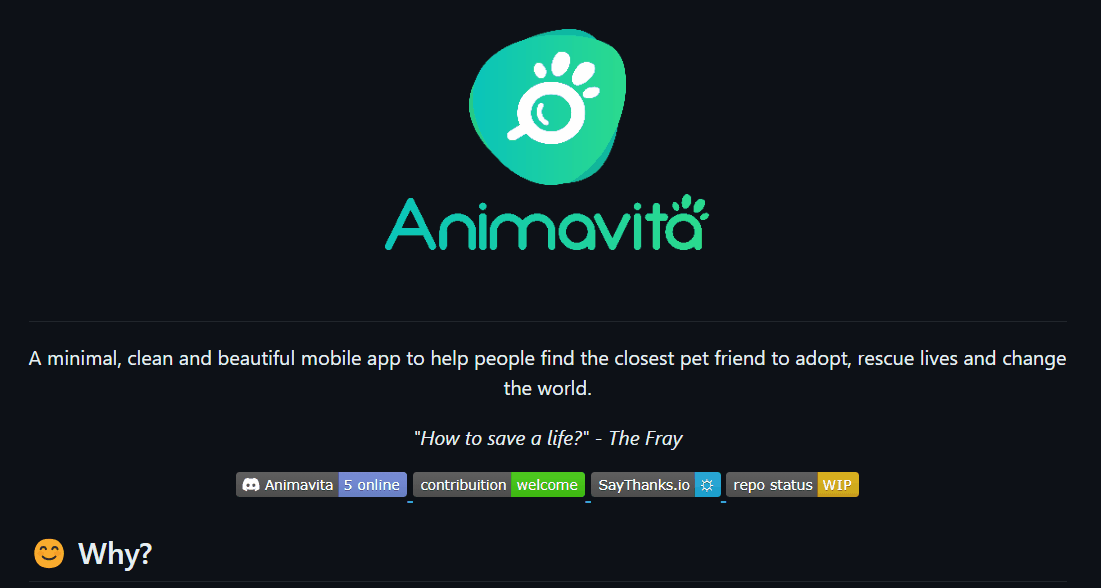 Animavita
A minimal, clean and beautiful mobile app to help people find the closest pet friend to adopt, rescue lives and change
the world.
"How to save a life?" - The Fray
Animavita 5 online contribuition welcome SayThanks.io repo status WIP
Why?